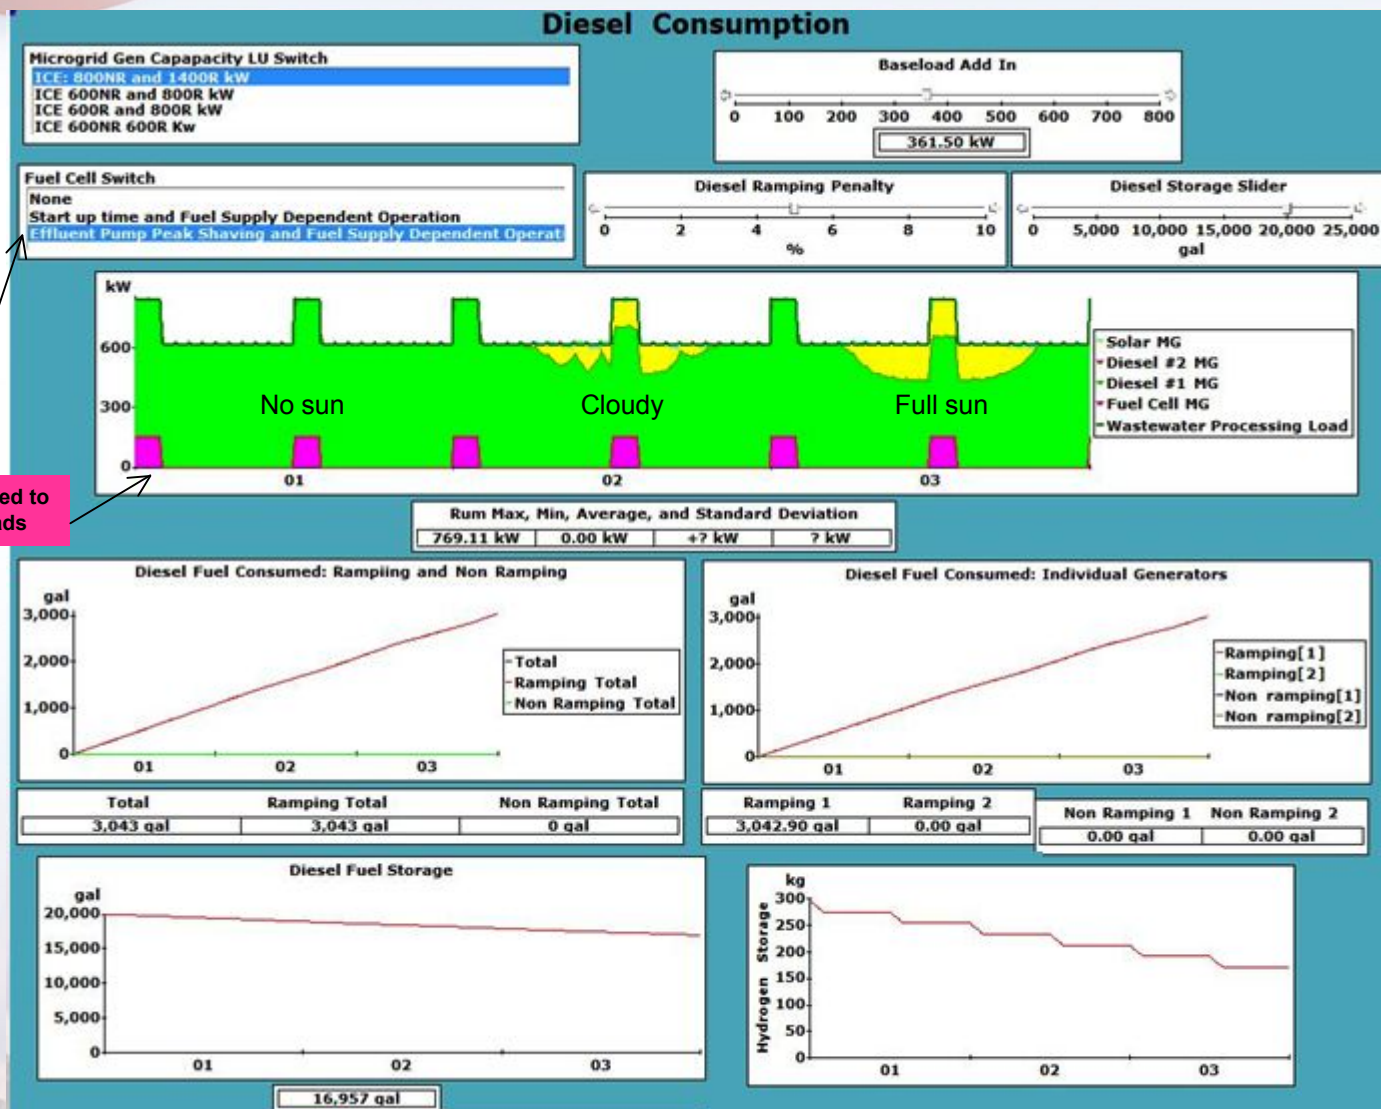 Diesel Consumption
Microgrid Gen Capapacity LU Switch
ICE: 800NR and 1400R kW
ICE 600NR and 800R kW
ICE 600R and 800R kW
ICE 600NR 600R Kw
Baseload Add In
0 100 200 300 400 500 600 700 800
361.50 kW
Fuel Cell Switch
None
Start up time and Fuel Supply Dependent Operation
Effluent Pump Peak Shaving and Fuel Supply Dependent Operati
Diesel Ramping Penalty
0 2 4 6 8 10
%
Diesel Storage Slider
0 5,000 10,000 15,000 20,000 25,000
gal
kW
600
300
0
No sun
Cloudy
Full sun
01 02 03
Solar MG
Diesel #2 MG
Diesel #1 MG
Fuel Cell MG
Wastewater Processing Load
ed to
ds
Rum Max, Min, Average, and Standard Deviation
769.11 kW 0.00 kW +? kW ? kW
Diesel Fuel Consumed: Rampiing and Non Ramping
gal
3,000
2,000
1,000
0
01 02 03
Total
Ramping Total
Non Ramping Total
Diesel Fuel Consumed: Individual Generators
gal
3,000
2,000
1,000
0
01 02 03
Ramping[1]
Ramping[2]
Non ramping[1]
Non ramping[2]
Total Ramping Total Non Ramping Total
3,043 gal 3,043 gal 0 gal
Ramping 1 Ramping 2
3,042.90 gal 0.00 gal
Non Ramping 1 Non Ramping 2
0.00 gal 0.00 gal
Diesel Fuel Storage
gal
20,000
15,000
10,000
5,000
0
01 02 03
16,957 gal
kg
300
250
200
150
100
50
0
Hydrogen Storage
01 02 03